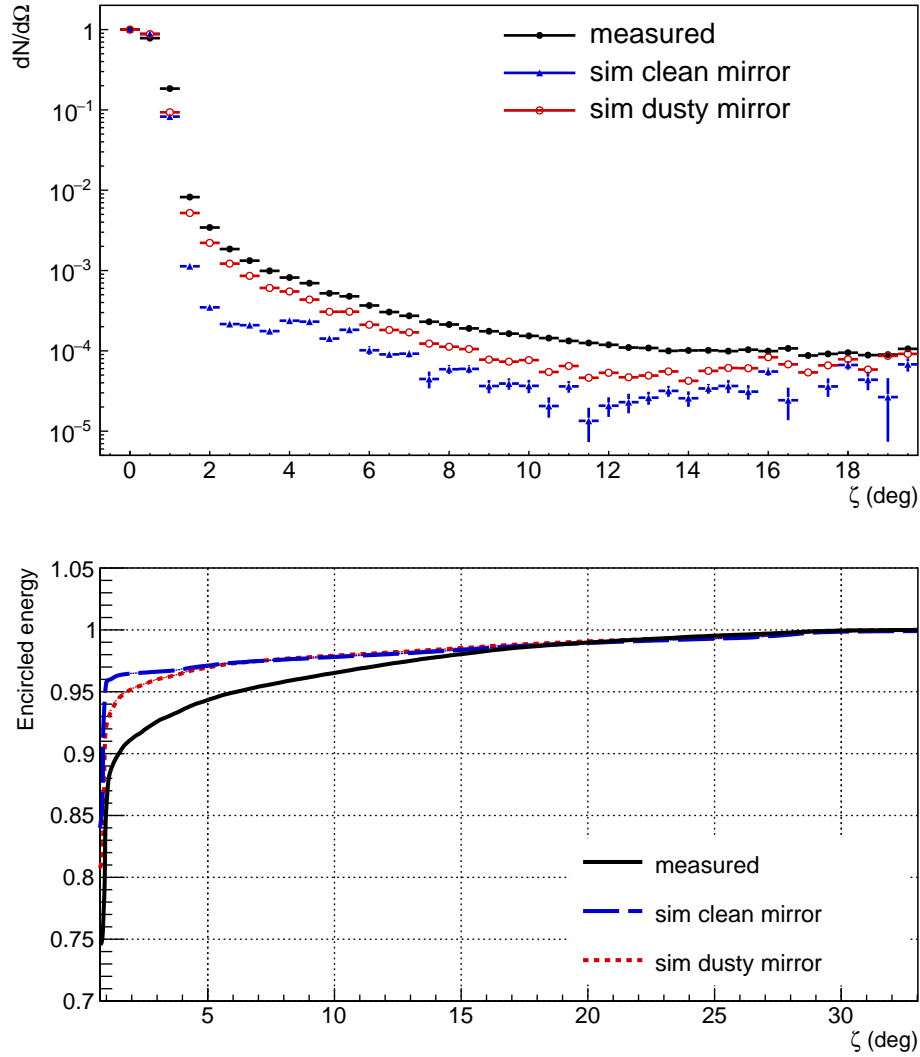 dN/dΩ
measured
sim clean mirror
sim dusty mirror
1
10⁻¹
10⁻²
10⁻³
10⁻⁴
10⁻⁵
0 2 4 6 8 10 12 14 16 18
ζ (deg)
Encircled energy
1.05
1
0.95
0.9
0.85
0.8
0.75
0.7
measured
sim clean mirror
sim dusty mirror
5 10 15 20 25 30
ζ (deg)